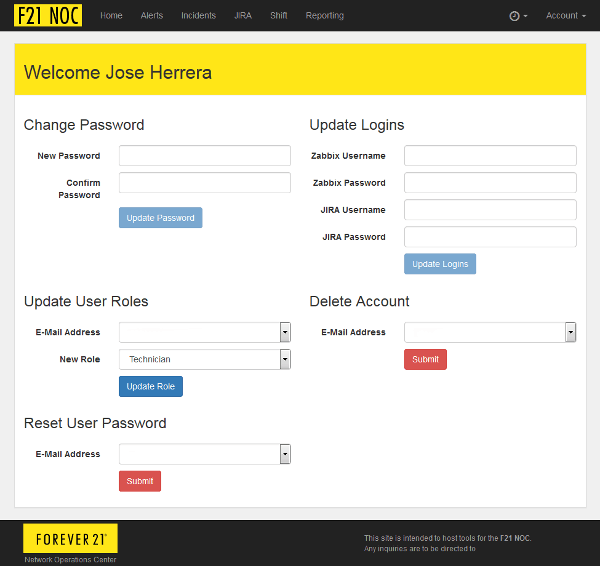 F21 NOC Home Alerts Incidents JIRA Shift Reporting Account
Welcome Jose Herrera
Change Password
New Password
Confirm
Password
Update Password
Update Logins
Zabbix Username
Zabbix Password
JIRA Username
JIRA Password
Update Logins
Update User Roles
E-Mail Address
New Role Technician
Update Role
Delete Account
E-Mail Address
Submit
Reset User Password
E-Mail Address
Submit
FOREVER 21
Network Operations Center
This site is intended to host tools for the F21 NOC.
Any inquires are to be directed to